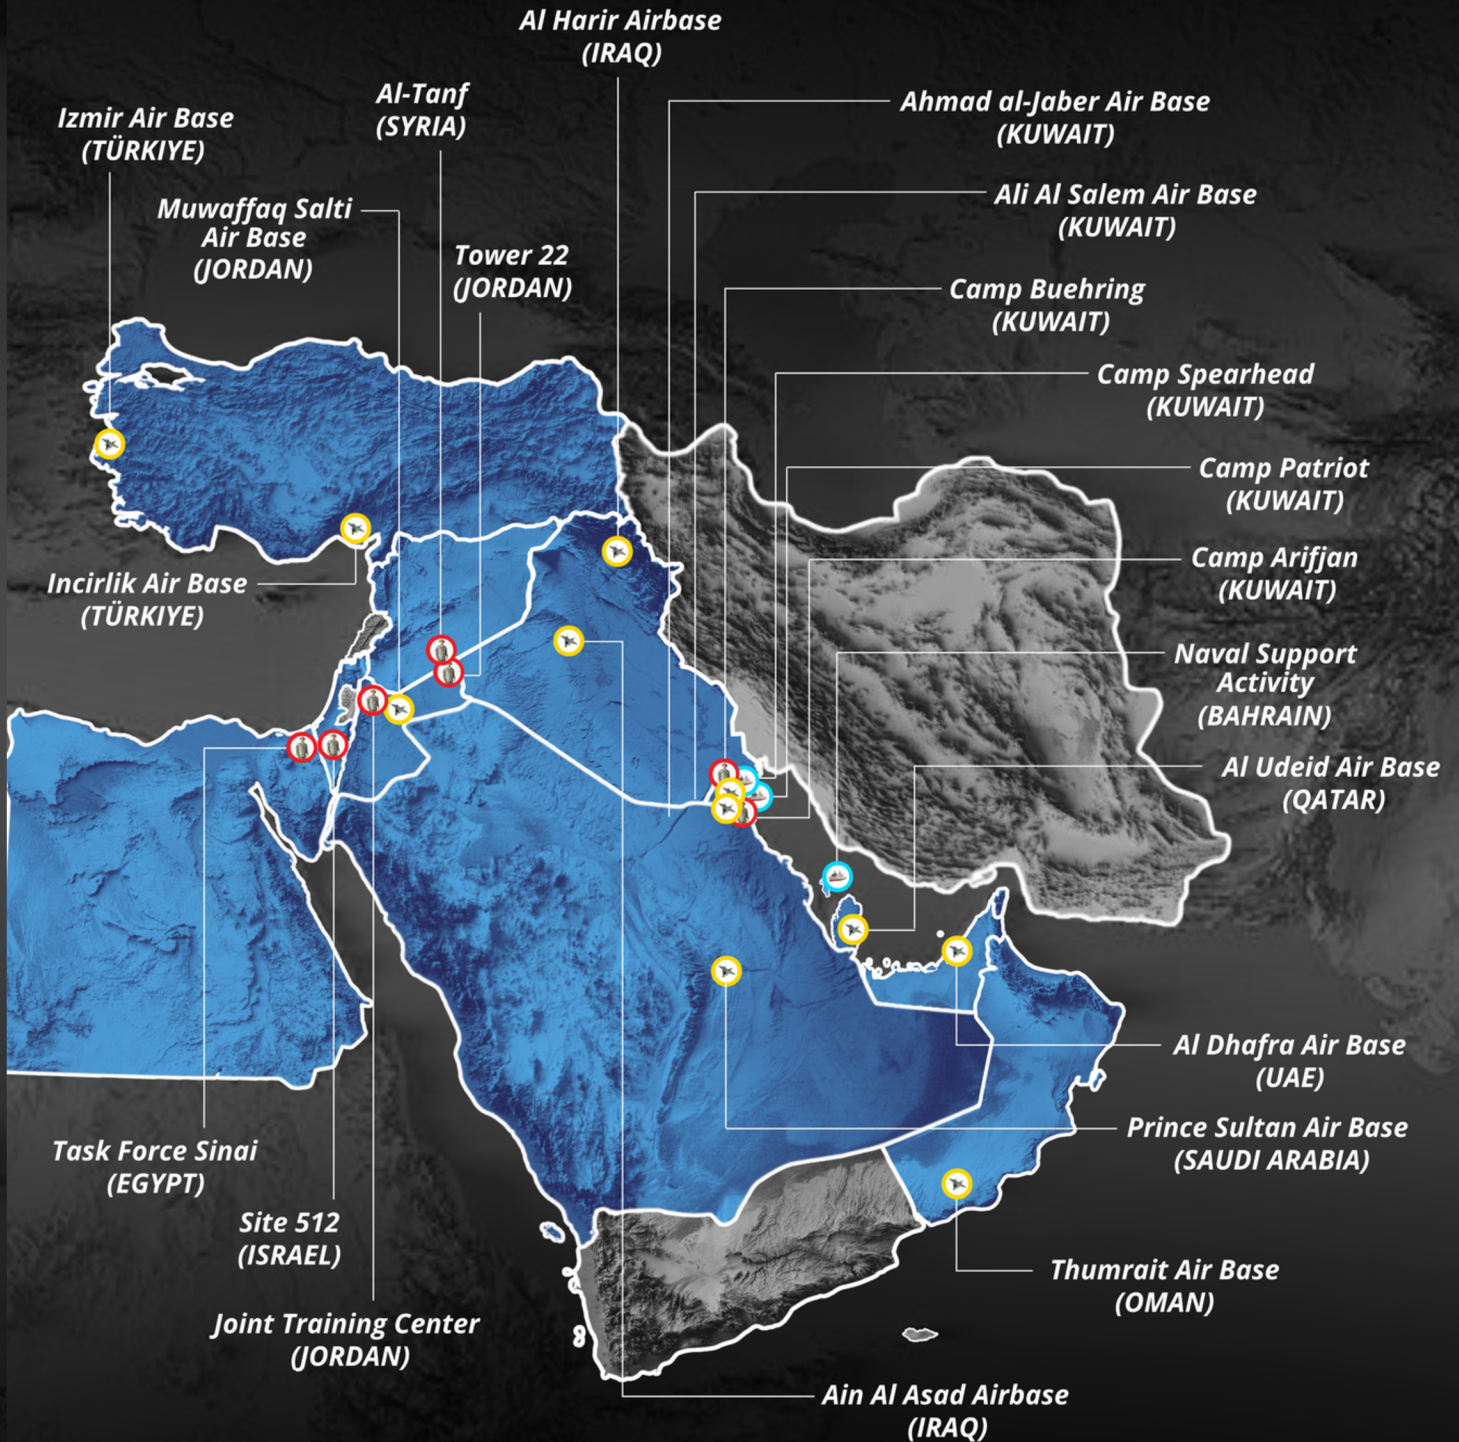 Al Harir Airbase
(IRAQ)
Al-Tanf
(SYRIA)
Izmir Air Base
(TÜRKIYE)
Ahmad al-Jaber Air Base
(KUWAIT)
Muwaffaq Salti
Air Base
(JORDAN)
Ali Al Salem Air Base
(KUWAIT)
Tower 22
(JORDAN)
Camp Buehring
(KUWAIT)
Camp Spearhead
(KUWAIT)
Camp Patriot
(KUWAIT)
Camp Arifjan
(KUWAIT)
Incirlik Air Base
(TÜRKIYE)
Naval Support
Activity
(BAHRAIN)
Al Udeid Air Base
(QATAR)
Al Dhafra Air Base
(UAE)
Prince Sultan Air Base
(SAUDI ARABIA)
Task Force Sinai
(EGYPT)
Site 512
(ISRAEL)
Thumrait Air Base
(OMAN)
Joint Training Center
(JORDAN)
Ain Al Asad Airbase
(IRAQ)